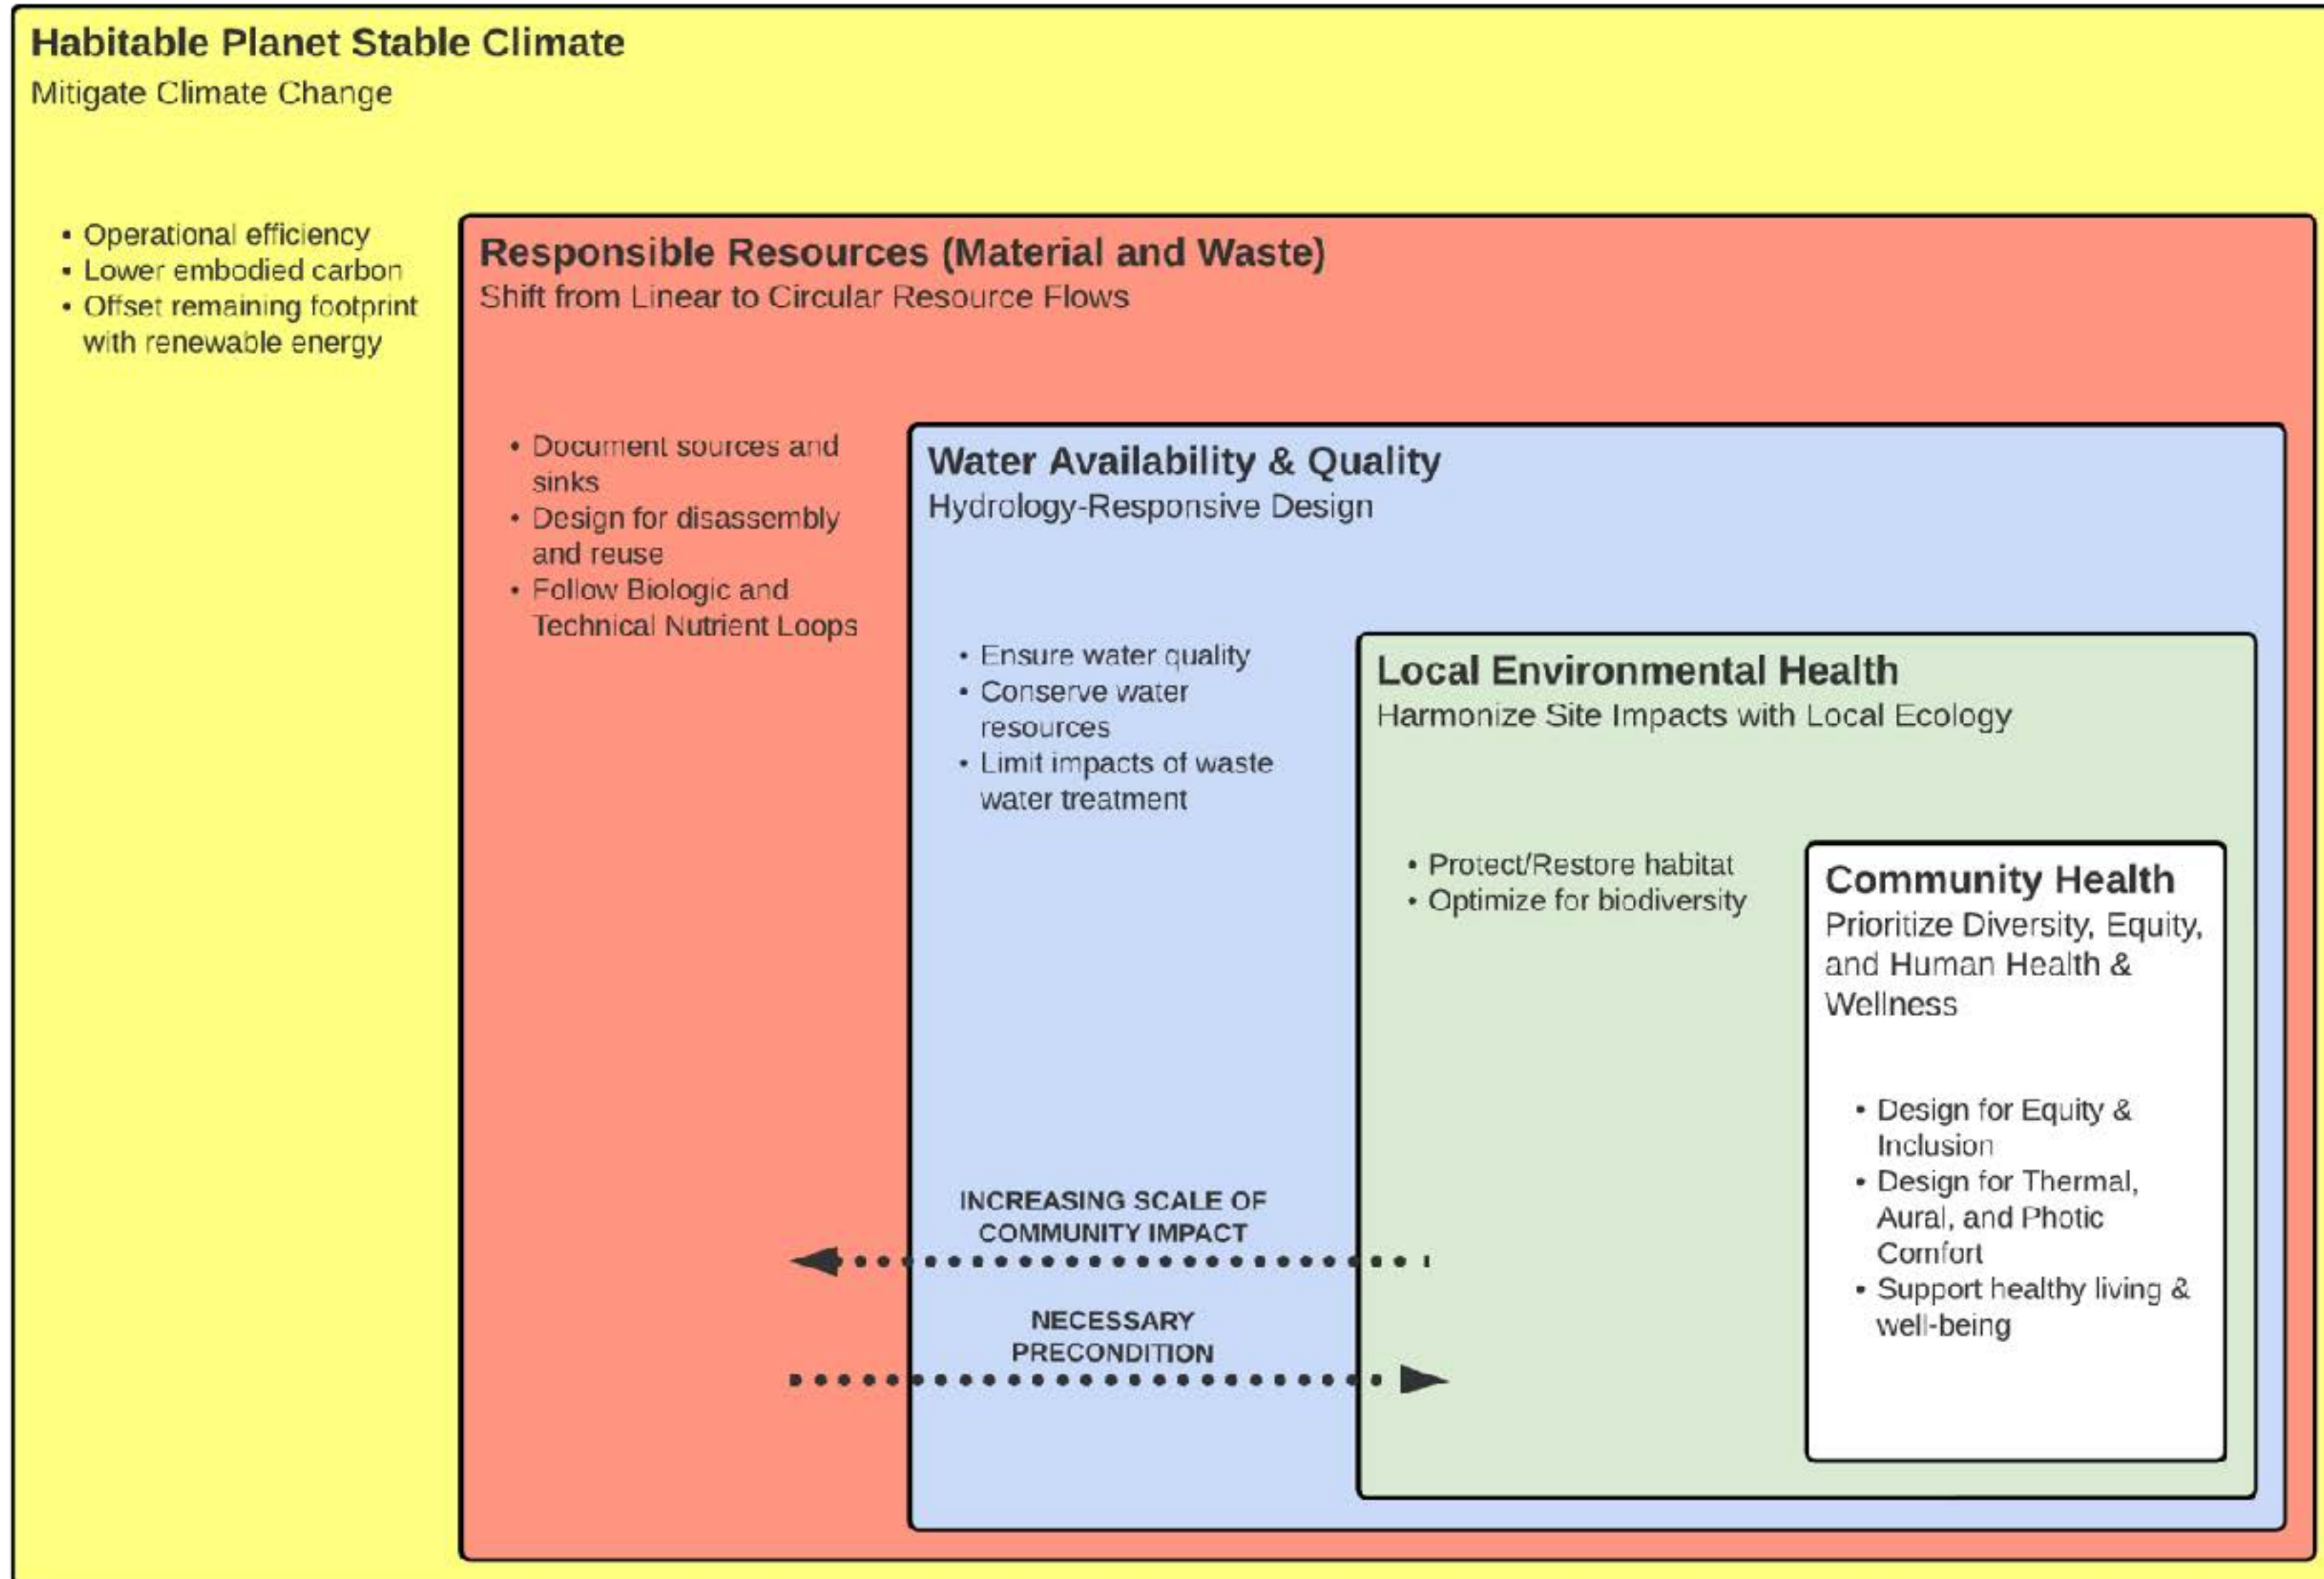 Habitable Planet Stable Climate
Mitigate Climate Change
▪ Operational efficiency
▪ Lower embodied carbon
• Offset remaining footprint
with renewable energy
Responsible Resources (Material and Waste)
Shift from Linear to Circular Resource Flows
• Document sources and
sinks
• Design for disassembly
and reuse
• Follow Biologic and
Technical Nutrient Loops
Water Availability & Quality
Hydrology-Responsive Design
• Ensure water quality
• Conserve water
resources
• Limit impacts of waste
water treatment
Local Environmental Health
Harmonize Site Impacts with Local Ecology
• Protect/Restore habitat
• Optimize for biodiversity
Community Health
Prioritize Diversity, Equity,
and Human Health &
Wellness
• Design for Equity &
Inclusion
• Design for Thermal,
Aural, and Photic
Comfort
• Support healthy living &
well-being
INCREASING SCALE OF
COMMUNITY IMPACT
NECESSARY
PRECONDITION